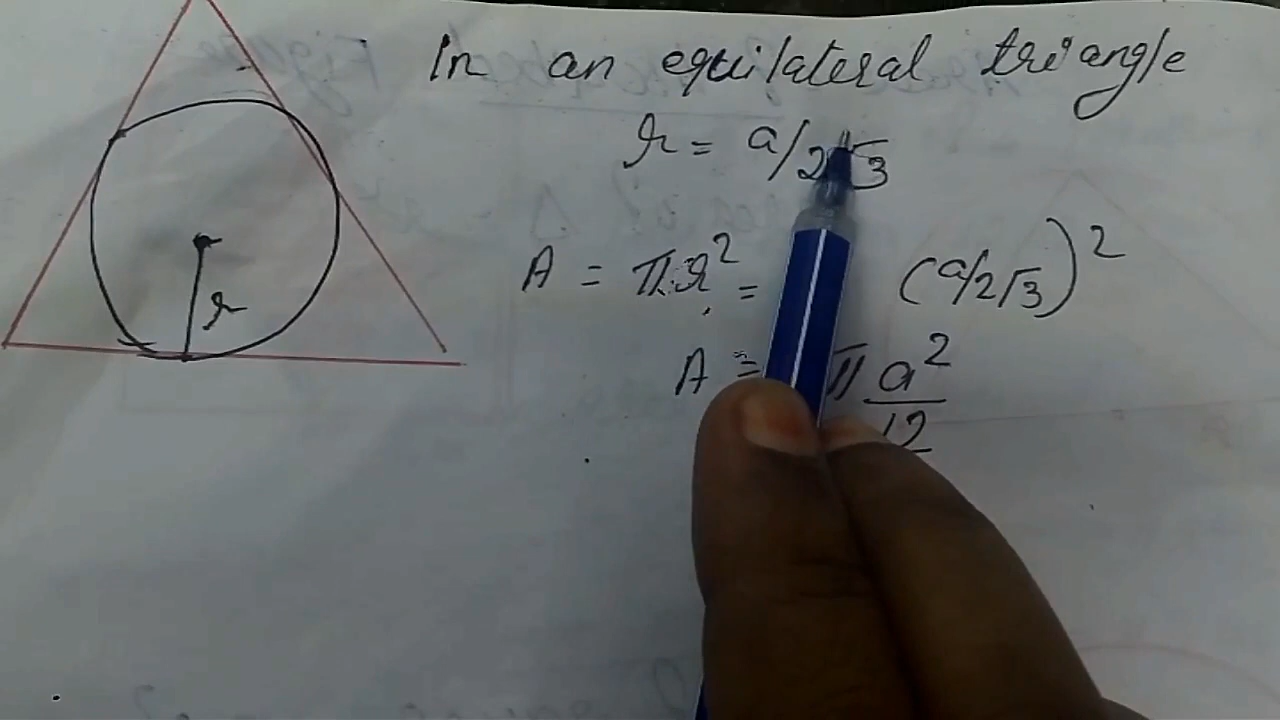 In an equilateral triangle
r = a/2√3
A = πr² = (a/2√3)²
A = π a²/12
r